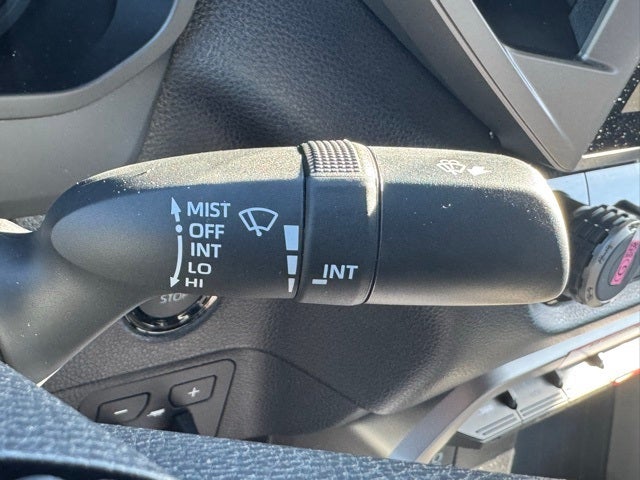 MIST
OFF
INT
LO
HI
INT
STOP
− +